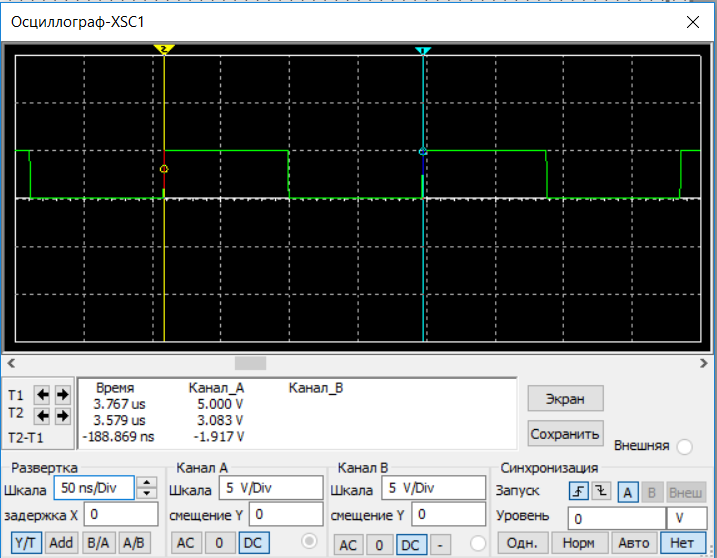 Осциллограф-XSC1
2 1
Время Канал_A Канал_B
T1 3.767 us 5.000 V
T2 3.579 us 3.083 V
T2-T1 -188.869 ns -1.917 V
Экран
Сохранить
Внешняя
Развертка Канал A Канал B Синхронизация
Шкала 50 ns/Div Шкала 5 V/Div Шкала 5 V/Div Запуск A B Внеш
задержка X 0 смещение Y 0 смещение Y 0 Уровень 0 V
Y/T Add B/A A/B AC 0 DC AC 0 DC - Одн. Норм Авто Нет